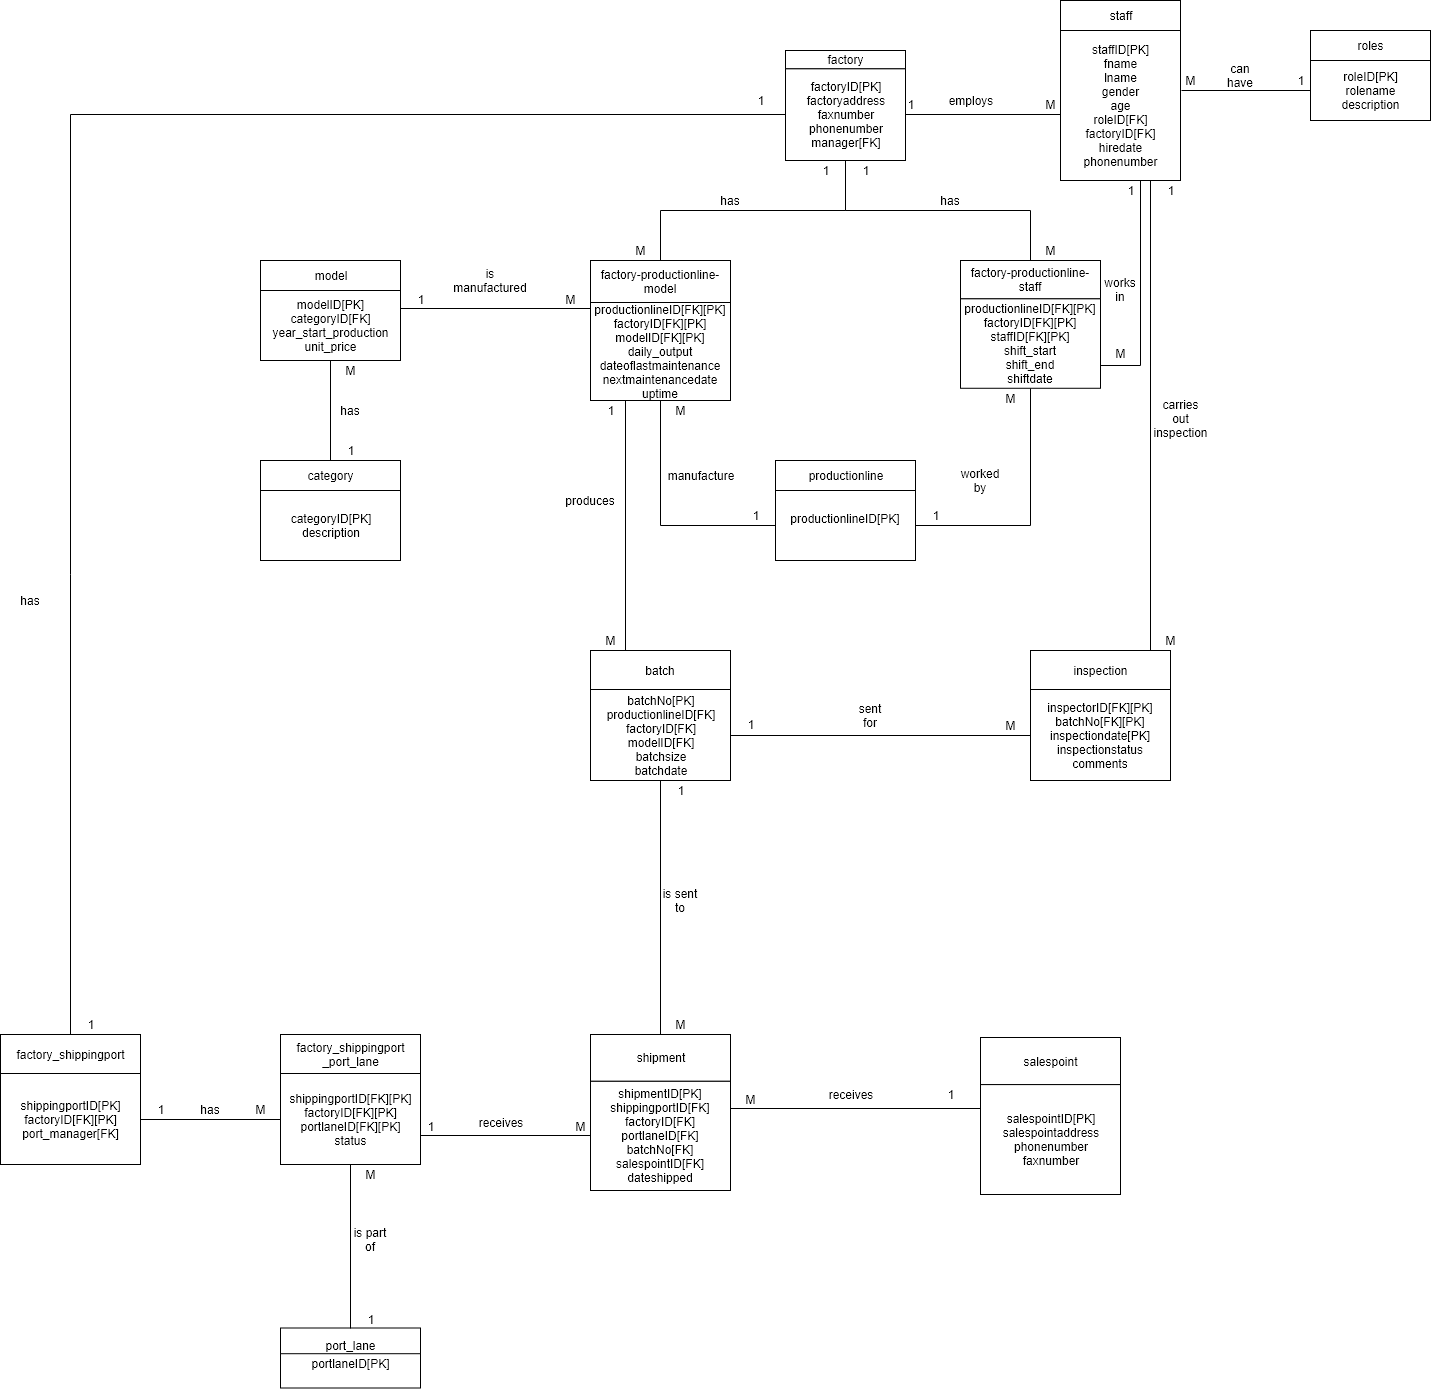 staff
staffID[PK]
fname
lname
gender
age
roleID[FK]
factoryID[FK]
hiredate
phonenumber
roles
roleID[PK]
rolename
description
M
can
have
1
factory
factoryID[PK]
factoryaddress
faxnumber
phonenumber
manager[FK]
1
1
employs
M
1
1
has
has
M
M
1
1
works
in
M
carries
out
inspection
M
model
modelID[PK]
categoryID[FK]
year_start_production
unit_price
1
is
manufactured
M
factory-productionline-
model
productionlineID[FK][PK]
factoryID[FK][PK]
modelID[FK][PK]
daily_output
dateoflastmaintenance
nextmaintenancedate
uptime
factory-productionline-
staff
productionlineID[FK][PK]
factoryID[FK][PK]
staffID[FK][PK]
shift_start
shift_end
shiftdate
M
has
1
category
categoryID[PK]
description
1
M
M
produces
manufacture
1
productionline
productionlineID[PK]
1
worked
by
has
M
batch
batchNo[PK]
productionlineID[FK]
factoryID[FK]
modelID[FK]
batchsize
batchdate
1
sent
for
M
inspection
inspectorID[FK][PK]
batchNo[FK][PK]
inspectiondate[PK]
inspectionstatus
comments
1
is sent
to
M
1
factory_shippingport
shippingportID[PK]
factoryID[FK][PK]
port_manager[FK]
1
has
M
factory_shippingport
_port_lane
shippingportID[FK][PK]
factoryID[FK][PK]
portlaneID[FK][PK]
status
1
receives
M
shipment
shipmentID[PK]
shippingportID[FK]
factoryID[FK]
portlaneID[FK]
batchNo[FK]
salespointID[FK]
dateshipped
M
receives
1
salespoint
salespointID[PK]
salespointaddress
phonenumber
faxnumber
M
is part
of
1
port_lane
portlaneID[PK]